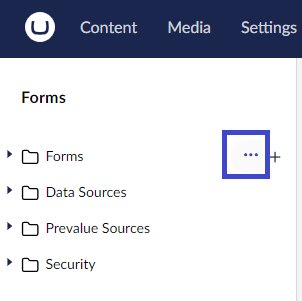 Content Media Settings
Forms
Forms
Data Sources
Prevalue Sources
Security